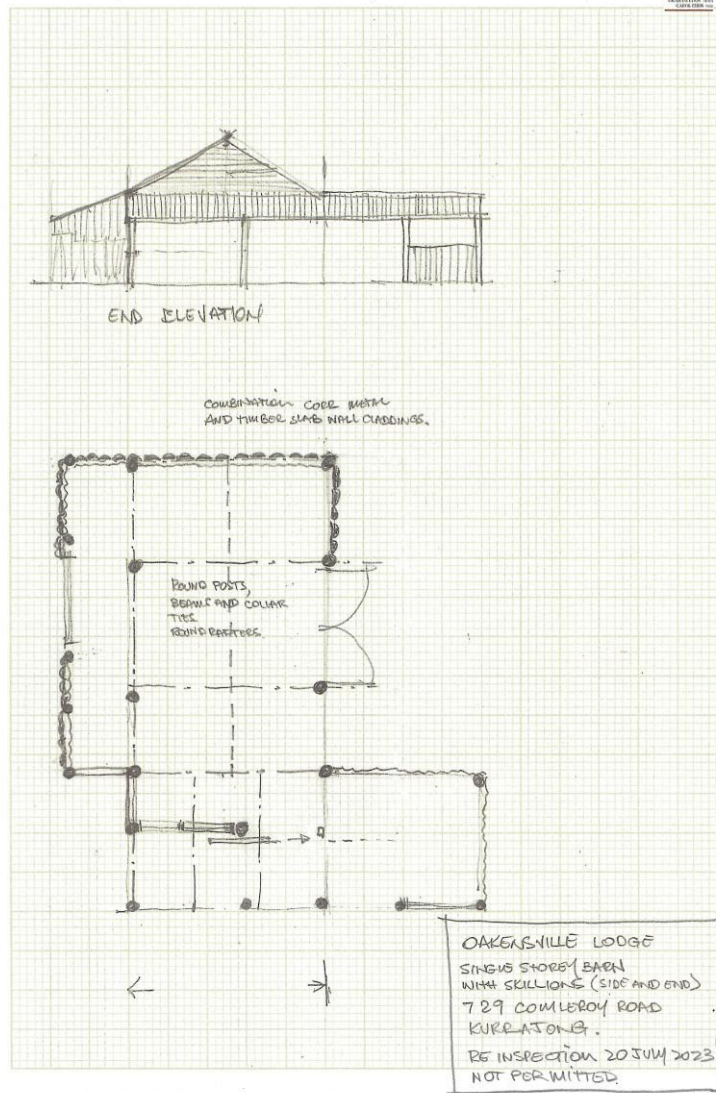 END ELEVATION
COMBINATION CORR METAL
AND TIMBER SLAB WALL CLADDINGS.
ROUND POSTS,
BEAMS AND COLLAR
TIES
ROUND RAFTERS.
OAKENSVILLE LODGE
SINGLE STOREY BARN
WITH SKILLIONS (SIDE AND END)
729 COMLEROY ROAD
KURRAJONG.
RE INSPECTION 20 JULY 2023
NOT PERMITTED.